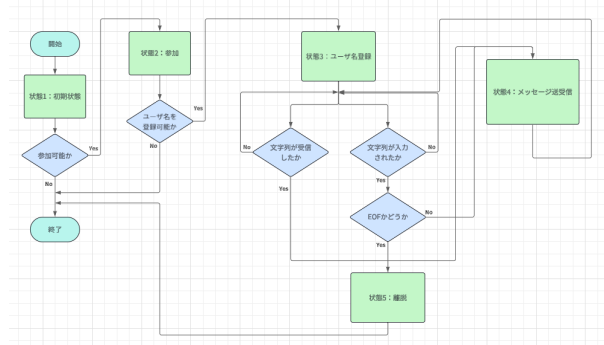 開始
状態1：初期状態
参加可能か
Yes
No
終了
状態2：参加
ユーザ名を
登録可能か
Yes
No
状態3：ユーザ名登録
文字列が受信
したか
No
Yes
文字列が入力
されたか
No
Yes
EOFかどうか
No
Yes
状態4：メッセージ送受信
状態5：離脱